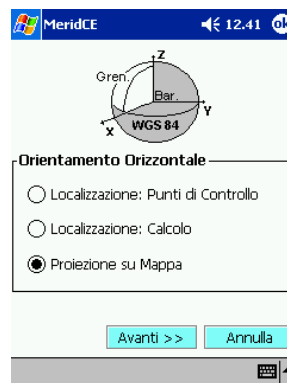 MeridCE 12.41 ok
Z
Gren.
Bar.
Y
X
WGS 84
Orientamento Orizzontale
Localizzazione: Punti di Controllo
Localizzazione: Calcolo
Proiezione su Mappa
Avanti >> Annulla